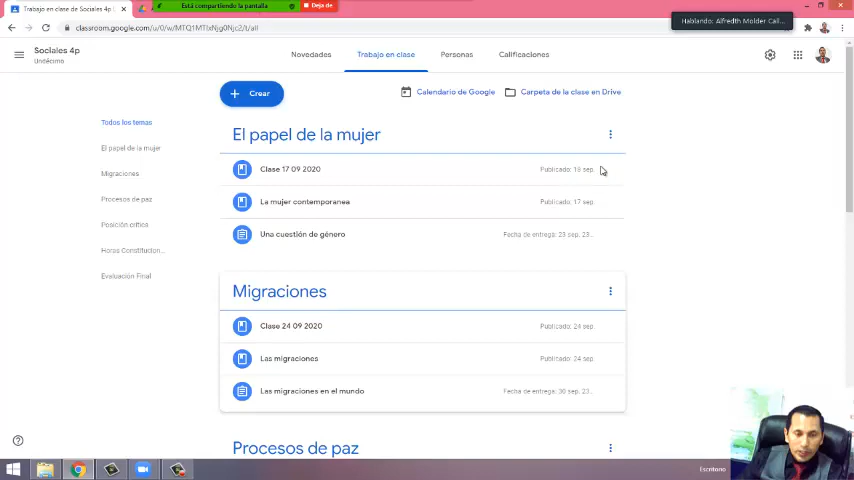 Trabajo en clase de Sociales 4p U
Está compartiendo la pantalla
Deja de
Hablando: Alfredth Molder Cali...
classroom.google.com/u/0/w/MTQ1MTIxNjg0Njc2/t/all
Sociales 4p
Undécimo
Novedades
Trabajo en clase
Personas
Calificaciones
Crear
Calendario de Google
Carpeta de la clase en Drive
Todos los temas
El papel de la mujer
Migraciones
Procesos de paz
Posición crítica
Horas Constitucion...
Evaluación Final
El papel de la mujer
Clase 17 09 2020
Publicado: 18 sep.
La mujer contemporanea
Publicado: 17 sep.
Una cuestión de género
Fecha de entrega: 23 sep. 23...
Migraciones
Clase 24 09 2020
Publicado: 24 sep.
Las migraciones
Publicado: 24 sep.
Las migraciones en el mundo
Fecha de entrega: 30 sep. 23...
Procesos de paz
Escritorio